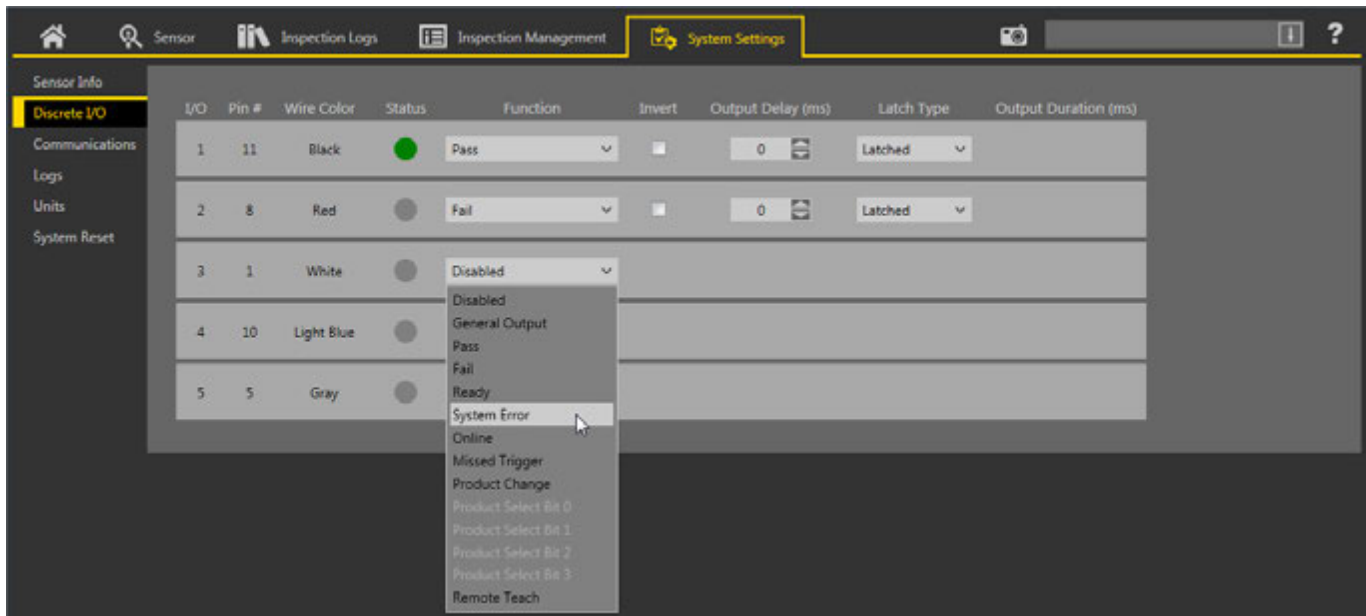 Sensor Inspection Logs Inspection Management System Settings ?
Sensor Info
Discrete I/O
Communications
Logs
Units
System Reset
I/O Pin # Wire Color Status Function Invert Output Delay (ms) Latch Type Output Duration (ms)
1 11 Black Pass 0 Latched
2 8 Red Fail 0 Latched
3 1 White Disabled
4 10 Light Blue
5 5 Gray
Disabled
General Output
Pass
Fail
Ready
System Error
Online
Missed Trigger
Product Change
Product Select Bit 0
Product Select Bit 1
Product Select Bit 2
Product Select Bit 3
Remote Teach